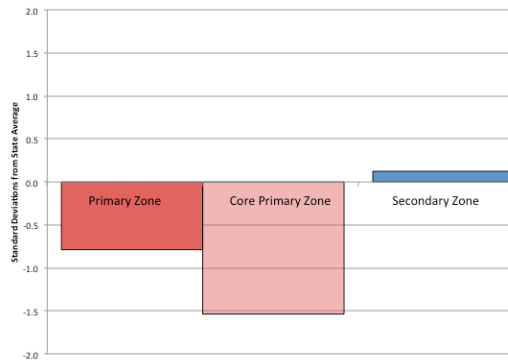 2.0
1.5
1.0
0.5
0.0
-0.5
-1.0
-1.5
-2.0
Standard Deviations from State Average
Primary Zone
Core Primary Zone
Secondary Zone